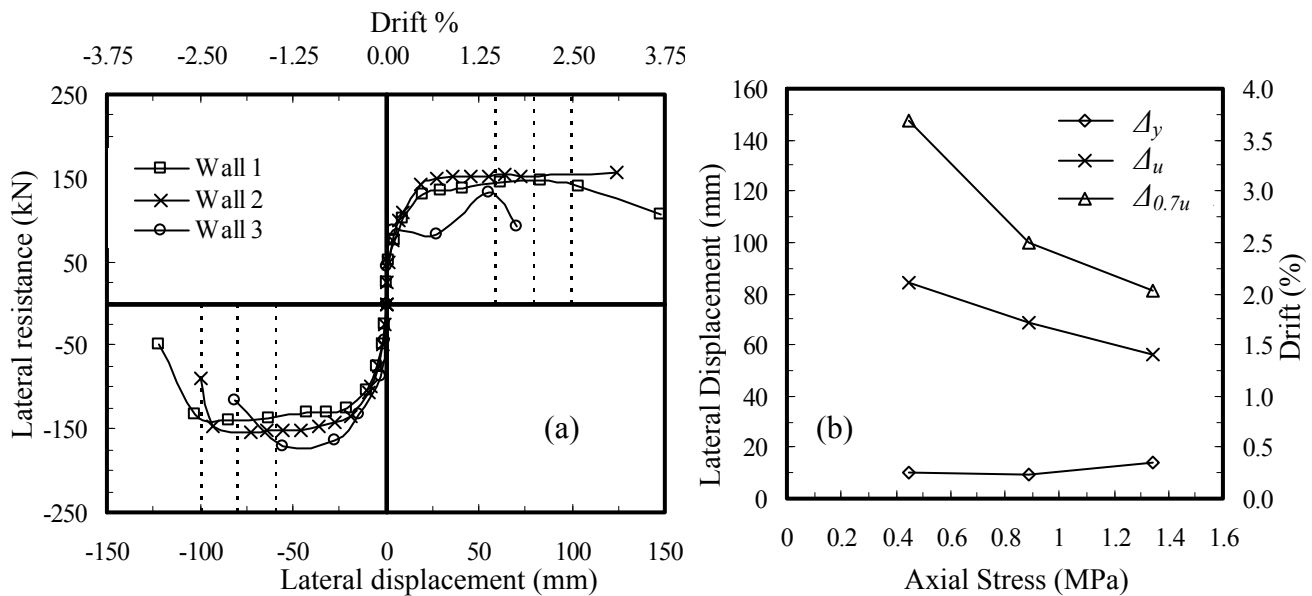 Drift %
-3.75 -2.50 -1.25 0.00 1.25 2.50 3.75
250
150
50
-50
-150
-250
Lateral resistance (kN)
Wall 1
Wall 2
Wall 3
(a)
-150 -100 -50 0 50 100 150
Lateral displacement (mm)
160
140
120
100
80
60
40
20
0
Lateral Displacement (mm)
Δy
Δu
Δ0.7u
(b)
4.0
3.5
3.0
2.5
2.0
1.5
1.0
0.5
0.0
Drift (%)
0 0.2 0.4 0.6 0.8 1 1.2 1.4 1.6
Axial Stress (MPa)